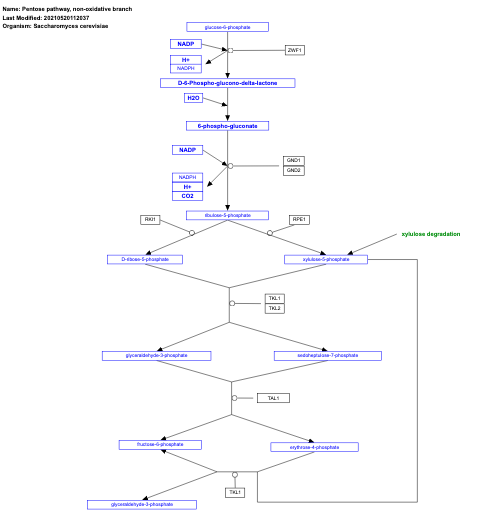 Name: Pentose pathway, non-oxidative branch
Last Modified: 20210520112037
Organism: Saccharomyces cerevisiae
glucose-6-phosphate
NADP
ZWF1
H+
NADPH
D-6-Phospho-glucono-delta-lactone
H2O
6-phospho-gluconate
NADP
GND1
GND2
NADPH
H+
CO2
ribulose-5-phosphate
RKI1
RPE1
xylulose degradation
D-ribose-5-phosphate
xylulose-5-phosphate
TKL1
TKL2
glyceraldehyde-3-phosphate
sedoheptulose-7-phosphate
TAL1
fructose-6-phosphate
erythrose-4-phosphate
TKL1
glyceraldehyde-3-phosphate